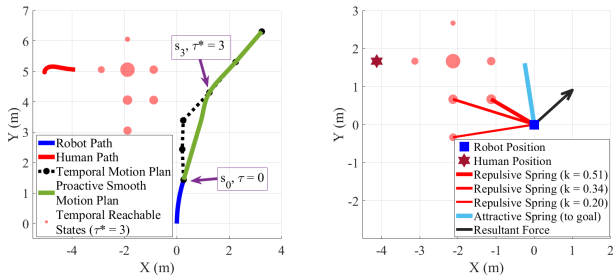 7
6
5
4
3
2
1
0
Y (m)
s3, τ* = 3
s0, τ = 0
Robot Path
Human Path
Temporal Motion Plan
Proactive Smooth
Motion Plan
Temporal Reachable
States (τ* = 3)
-4 -2 0 2 4
X (m)
3
2
1
0
-1
-2
-3
Y (m)
Robot Position
Human Position
Repulsive Spring (k = 0.51)
Repulsive Spring (k = 0.34)
Repulsive Spring (k = 0.20)
Attractive Spring (to goal)
Resultant Force
-4 -3 -2 -1 0 1 2
X (m)